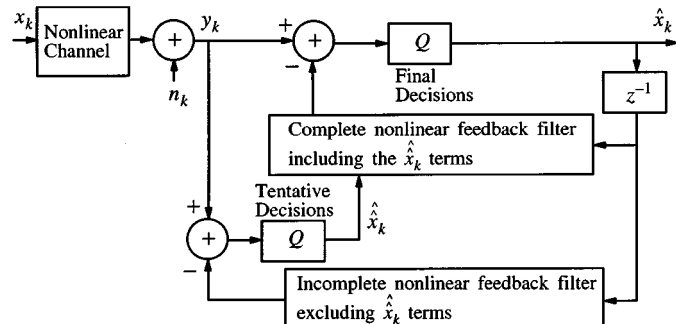 x_k
Nonlinear
Channel
+
y_k
+
+
−
n_k
Q
Final
Decisions
x̂_k
z⁻¹
Complete nonlinear feedback filter
including the x̂̂_k terms
Tentative
Decisions
+
+
−
Q
x̂̂_k
Incomplete nonlinear feedback filter
excluding x̂̂_k terms